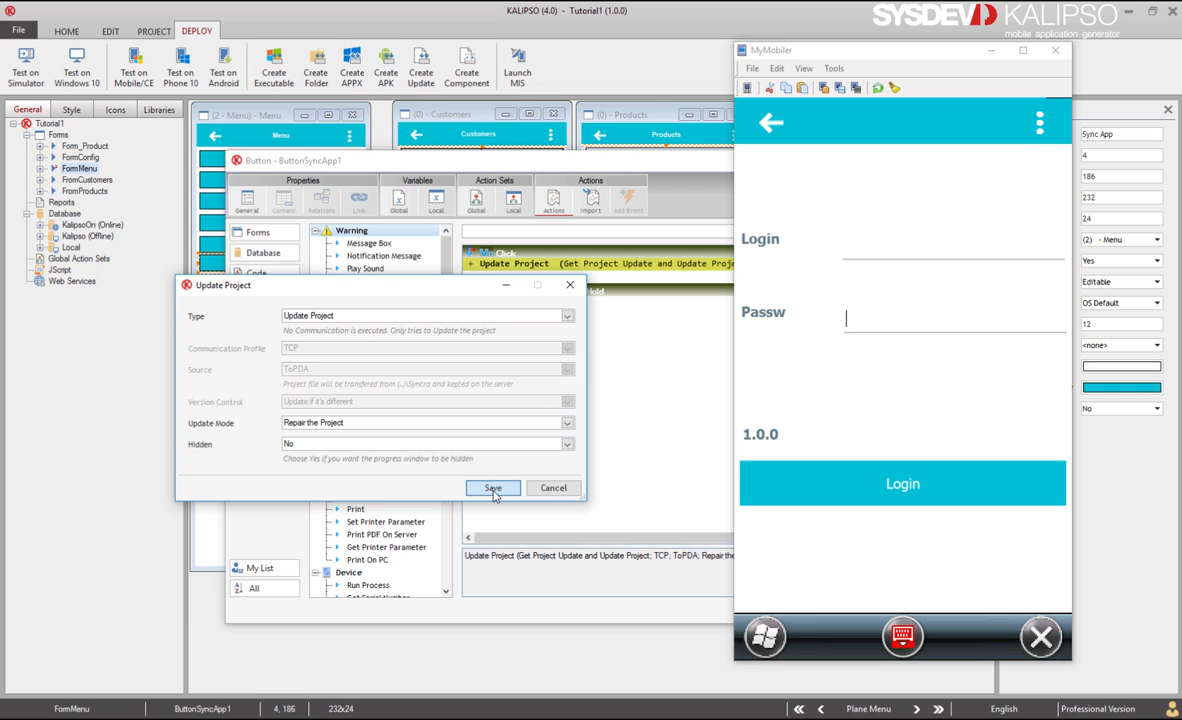 KALIPSO (4.0) - Tutorial1 (1.0.0)
SYSDEV KALIPSO
mobile application generator
File
HOME
EDIT
PROJECT
DEPLOY
Test on Simulator
Test on Windows 10
Test on Mobile/CE
Test on Phone 10
Test on Android
Create Executable
Create Folder
Create APPX
Create APK
Create Update
Create Component
Launch MIS
General
Style
Icons
Libraries
Tutorial1
Forms
Form_Product
FormConfig
FormMenu
FromCustomers
FromProducts
Reports
Database
KalipsoOn (Online)
Kalipso (Offline)
Local
Global Action Sets
JScript
Web Services
(2 - Menu) - Menu
Menu
(0) - Customers
Customers
(0) - Products
Products
Button - ButtonSyncApp1
Properties
Variables
Action Sets
Actions
General
Content
Relations
Link
Global
Local
Global
Local
Actions
Import
Add Event
Forms
Database
Code
My List
All
Warning
Message Box
Notification Message
Play Sound
Print
Set Printer Parameter
Print PDF On Server
Get Printer Parameter
Print On PC
Device
Run Process
Get Serial Number
On Click
+ Update Project (Get Project Update and Update Proje
Hold
Update Project (Get Project Update and Update Project; TCP; ToPDA; Repair the
Update Project
Type
Update Project
No Communication is executed. Only tries to Update the project
Communication Profile
TCP
Source
ToPDA
Project file will be transfered from (..)\Syncro and kepted on the server
Version Control
Update if it's different
Update Mode
Repair the Project
Hidden
No
Choose Yes if you want the progress window to be hidden
Save
Cancel
MyMobiler
File
Edit
View
Tools
Login
Passw
1.0.0
Login
Sync App
4
186
232
24
(2) - Menu
Yes
Editable
OS Default
12
<none>
No
FormMenu
ButtonSyncApp1
4, 186
232x24
Plane Menu
English
Professional Version